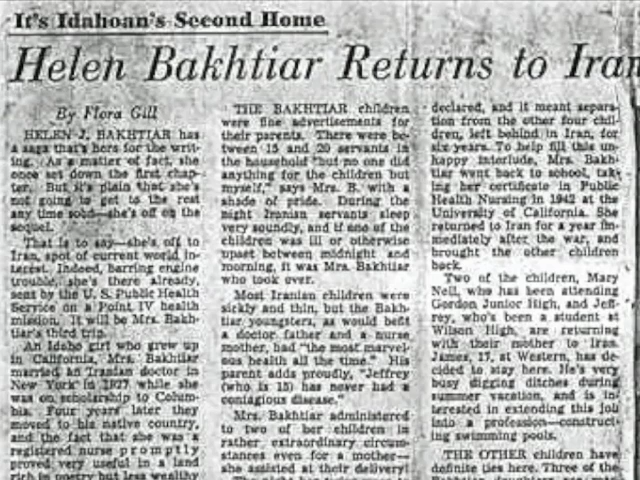 It's Idahoan's Second Home
Helen Bakhtiar Returns to Iran
By Flora Gill
HELEN J. BAKHTIAR has
a saga that's hers for the writ-
ing. As a matter of fact, she
once set down the first chap-
ter. But it's plain that she's
not going to get to the rest
any time soon—she's off on the
sequel.
That is to say—she's off to
Iran, spot of current world in-
terest. Indeed, barring engine
trouble, she's there already,
sent by the U. S. Public Health
Service on a Point IV health
mission. It will be Mrs. Bakh-
tiar's third trip.
An Idaho girl who grew up
in California, Mrs. Bakhtiar
married an Iranian doctor in
New York in 1927 while she
was on scholarship to Colum-
bia. Four years later they
moved to his native country,
and the fact that she was a
registered nurse promptly
proved very useful in a land
rich in poetry but less wealthy
THE BAKHTIAR children
were fine advertisements for
their parents. There were be-
tween 15 and 20 servants in
the household "but no one did
anything for the children but
myself," says Mrs. B. with a
shade of pride. During the
night Iranian servants sleep
very soundly, and if one of the
children was ill or otherwise
upset between midnight and
morning, it was Mrs. Bakhtiar
who took over.
Most Iranian children were
sickly and thin, but the Bakh-
tiar youngsters, as would befit
a doctor father and a nurse
mother, had "the most marvel-
ous health all the time." This
parent adds proudly, "Jeffrey
(who is 15) has never had a
contagious disease."
Mrs. Bakhtiar administered
to two of her children in
rather extraordinary circum-
stances even for a mother—
she assisted at their delivery!
declared, and it meant separa-
tion from the other four chil-
dren, left behind in Iran, for
six years. To help fill this un-
happy interlude, Mrs. Bakh-
tiar went back to school, tak-
ing her certificate in Public
Health Nursing in 1942 at the
University of California. She
returned to Iran for a year im-
mediately after the war, and
brought the other children
back.
Two of the children, Mary
Nell, who has been attending
Gordon Junior High, and Jeff-
rey, who's been a student at
Wilson High, are returning
with their mother to Iran.
James, 17, at Western, has de-
cided to stay here. He's very
busy digging ditches during
summer vacation, and is in-
terested in extending this job
into a profession—construct-
ing swimming pools.
THE OTHER children have
definite ties here. Three of the